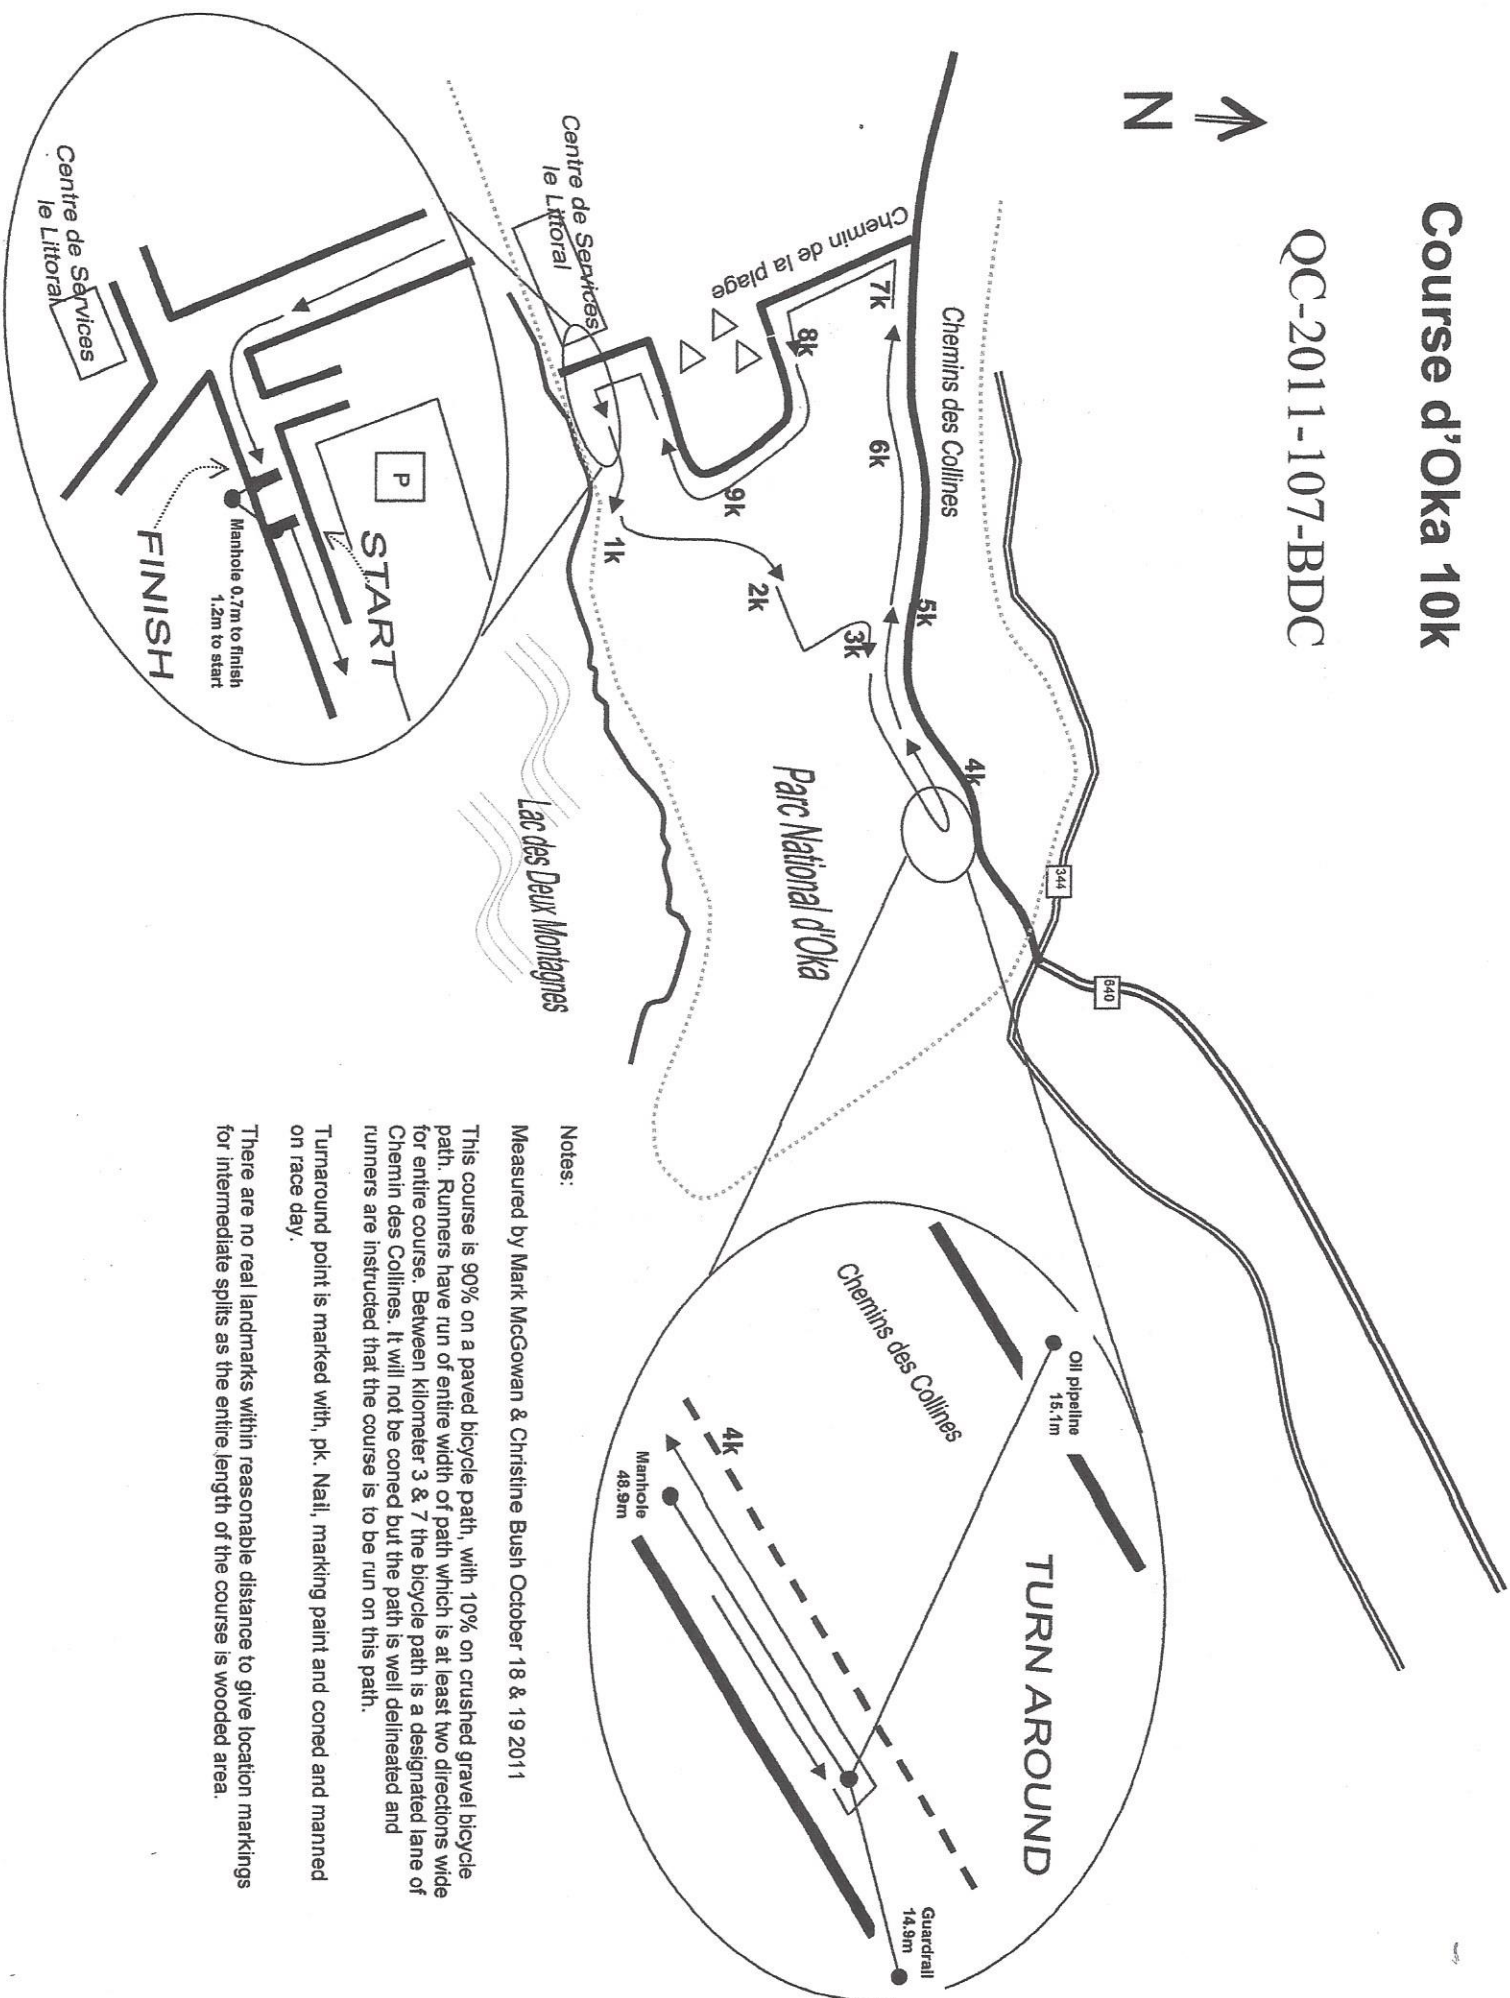 Course d'Oka 10k
QC-2011-107-BDC
N
344
640
Chemins des Collines
Chemin de la plage
4k
5k
6k
7k
8k
3k
2k
9k
1k
Parc National d'Oka
Centre de Services
le Littoral
Lac des Deux Montagnes
P
START
FINISH
Manhole 0.7m to finish
1.2m to start
Centre de Services
le Littoral
TURN AROUND
Oil pipeline
15.1m
Chemins des Collines
4k
Manhole
48.9m
Guardrail
14.9m
Notes:
Measured by Mark McGowan & Christine Bush October 18 & 19 2011
This course is 90% on a paved bicycle path, with 10% on crushed gravel bicycle
path. Runners have run of entire width of path which is at least two directions wide
for entire course. Between kilometer 3 & 7 the bicycle path is a designated lane of
Chemin des Collines. It will not be coned but the path is well delineated and
runners are instructed that the course is to be run on this path.
Turnaround point is marked with, pk. Nail, marking paint and coned and manned
on race day.
There are no real landmarks within reasonable distance to give location markings
for intermediate splits as the entire length of the course is wooded area.